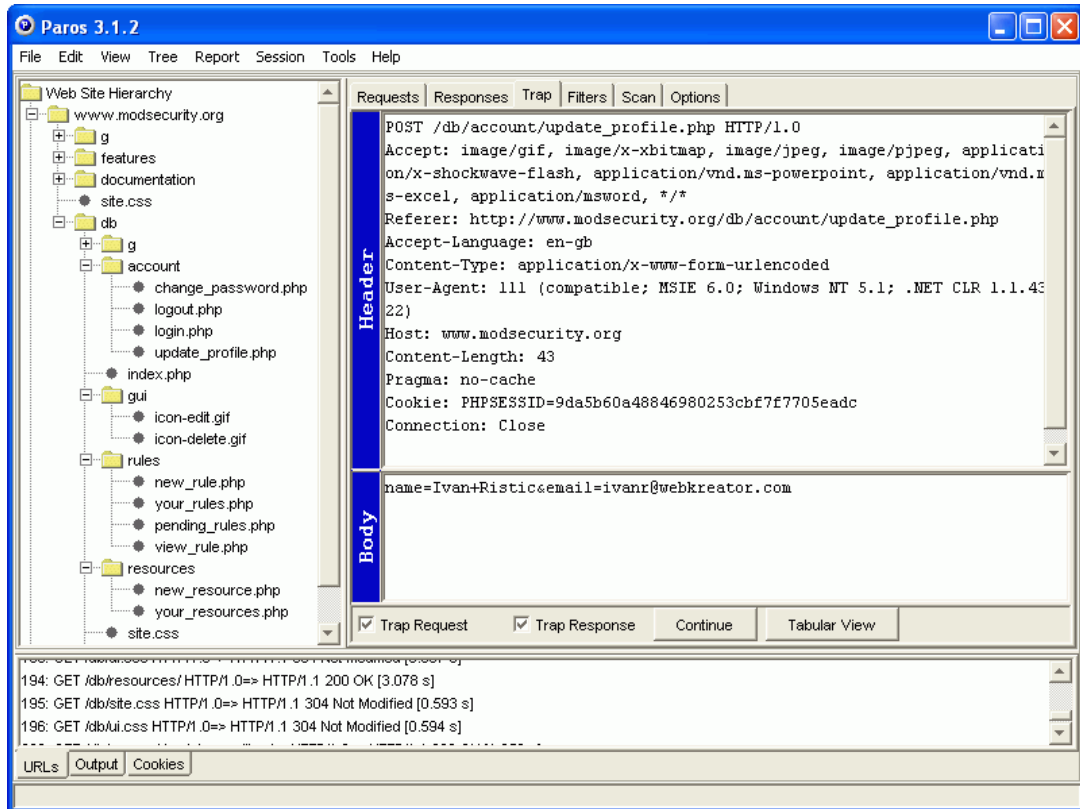 Paros 3.1.2
File Edit View Tree Report Session Tools Help
Web Site Hierarchy
www.modsecurity.org
g
features
documentation
site.css
db
g
account
change_password.php
logout.php
login.php
update_profile.php
index.php
gui
icon-edit.gif
icon-delete.gif
rules
new_rule.php
your_rules.php
pending_rules.php
view_rule.php
resources
new_resource.php
your_resources.php
site.css
Requests Responses Trap Filters Scan Options
Header
POST /db/account/update_profile.php HTTP/1.0
Accept: image/gif, image/x-xbitmap, image/jpeg, image/pjpeg, applicati
on/x-shockwave-flash, application/vnd.ms-powerpoint, application/vnd.m
s-excel, application/msword, */*
Referer: http://www.modsecurity.org/db/account/update_profile.php
Accept-Language: en-gb
Content-Type: application/x-www-form-urlencoded
User-Agent: 111 (compatible; MSIE 6.0; Windows NT 5.1; .NET CLR 1.1.43
22)
Host: www.modsecurity.org
Content-Length: 43
Pragma: no-cache
Cookie: PHPSESSID=9da5b60a48846980253cbf7f7705eadc
Connection: Close
Body
name=Ivan+Ristic&email=ivanr@webkreator.com
Trap Request Trap Response Continue Tabular View
194: GET /db/resources/ HTTP/1.0=> HTTP/1.1 200 OK [3.078 s]
195: GET /db/site.css HTTP/1.0=> HTTP/1.1 304 Not Modified [0.593 s]
196: GET /db/ui.css HTTP/1.0=> HTTP/1.1 304 Not Modified [0.594 s]
URLs Output Cookies